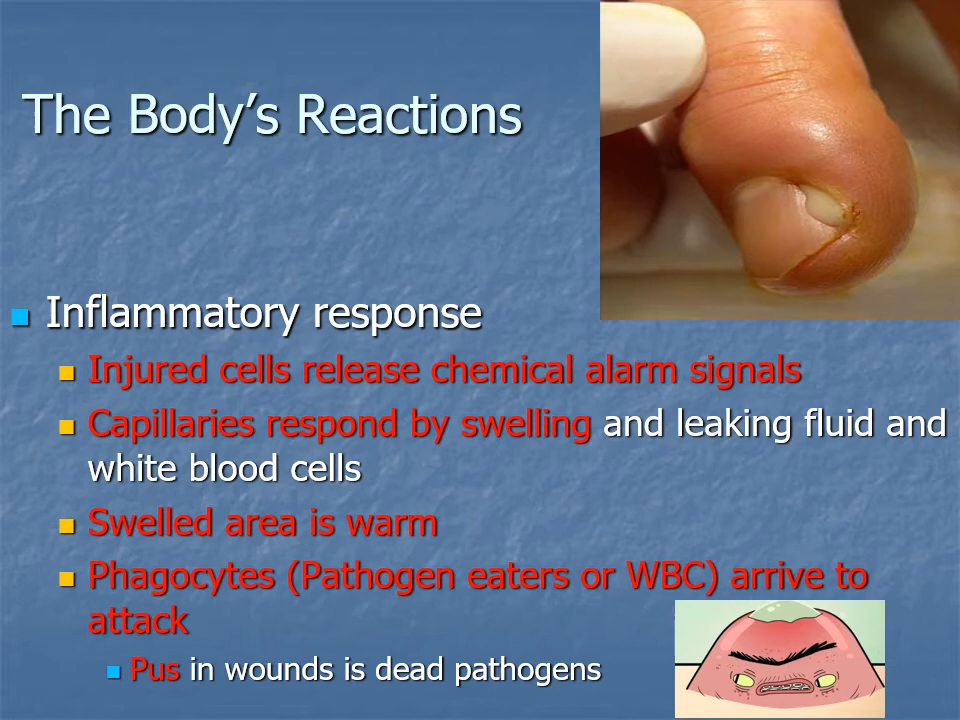 The Body’s Reactions
Inflammatory response
Injured cells release chemical alarm signals
Capillaries respond by swelling and leaking fluid and
white blood cells
Swelled area is warm
Phagocytes (Pathogen eaters or WBC) arrive to
attack
Pus in wounds is dead pathogens